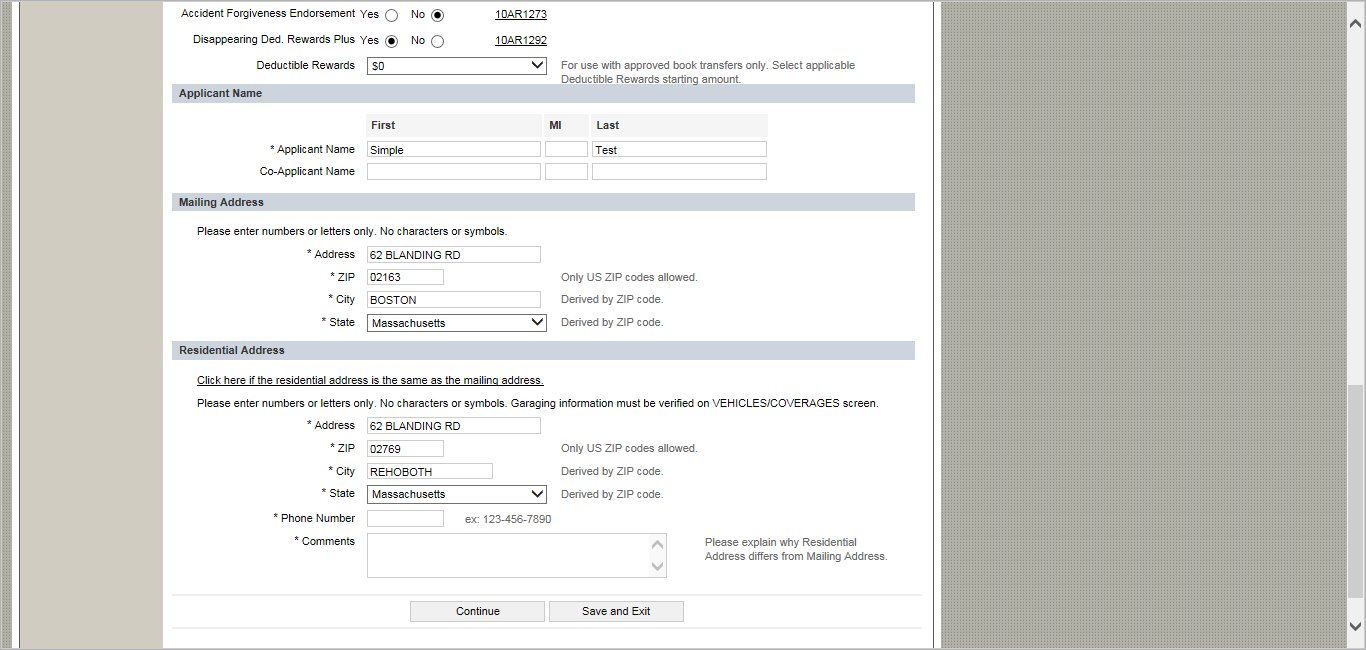 Accident Forgiveness Endorsement Yes No 10AR1273
Disappearing Ded. Rewards Plus Yes No 10AR1292
Deductible Rewards $0 For use with approved book transfers only. Select applicable
Deductible Rewards starting amount.
Applicant Name
First MI Last
* Applicant Name Simple Test
Co-Applicant Name
Mailing Address
Please enter numbers or letters only. No characters or symbols.
* Address 62 BLANDING RD
* ZIP 02163 Only US ZIP codes allowed.
* City BOSTON Derived by ZIP code.
* State Massachusetts Derived by ZIP code.
Residential Address
Click here if the residential address is the same as the mailing address.
Please enter numbers or letters only. No characters or symbols. Garaging information must be verified on VEHICLES/COVERAGES screen.
* Address 62 BLANDING RD
* ZIP 02769 Only US ZIP codes allowed.
* City REHOBOTH Derived by ZIP code.
* State Massachusetts Derived by ZIP code.
* Phone Number ex: 123-456-7890
* Comments Please explain why Residential
Address differs from Mailing Address.
Continue Save and Exit